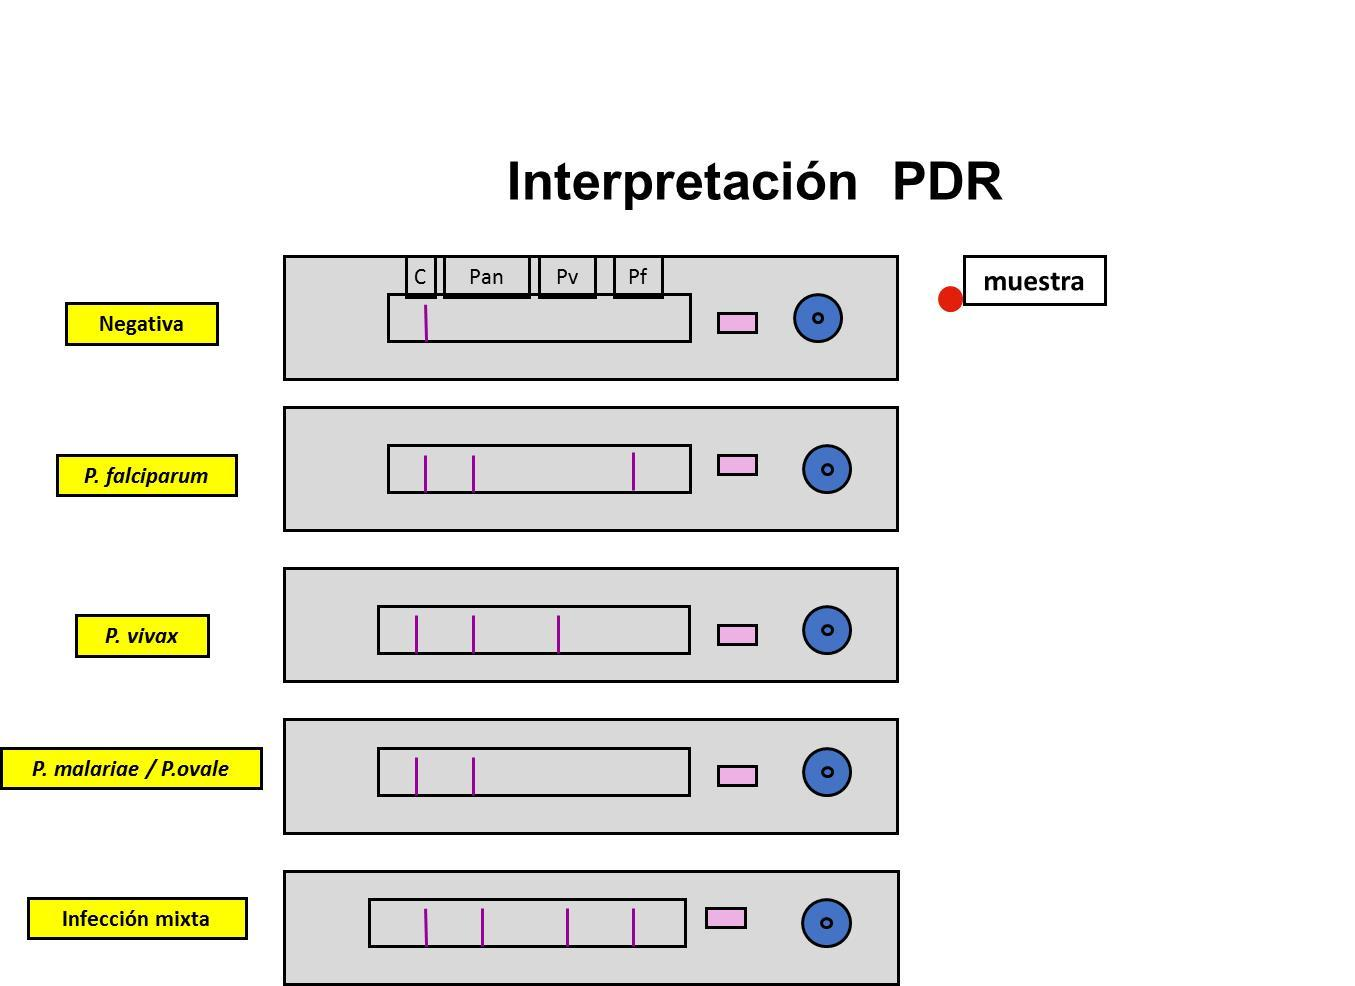 Interpretación PDR
C Pan Pv Pf
muestra
Negativa
P. falciparum
P. vivax
P. malariae / P.ovale
Infección mixta